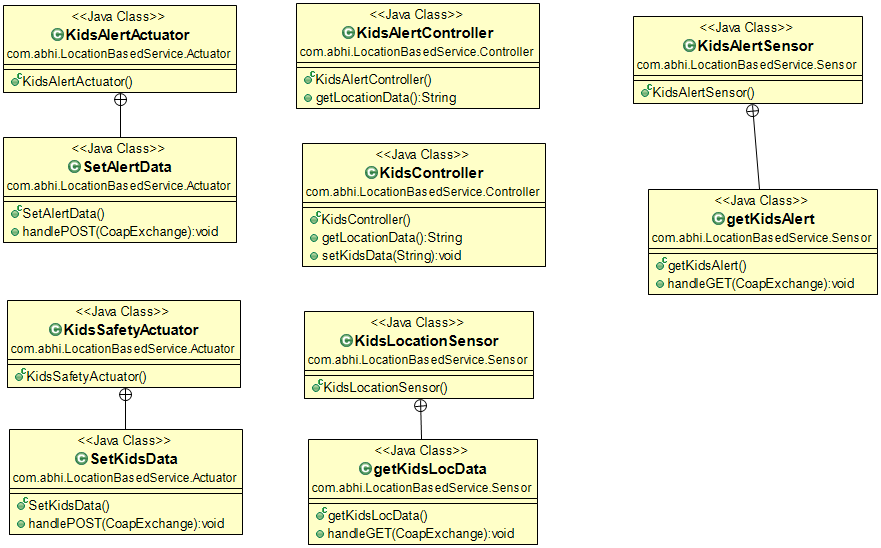 <<Java Class>>
KidsAlertActuator
com.abhi.LocationBasedService.Actuator
KidsAlertActuator()
<<Java Class>>
SetAlertData
com.abhi.LocationBasedService.Actuator
SetAlertData()
handlePOST(CoapExchange):void
<<Java Class>>
KidsSafetyActuator
com.abhi.LocationBasedService.Actuator
KidsSafetyActuator()
<<Java Class>>
SetKidsData
com.abhi.LocationBasedService.Actuator
SetKidsData()
handlePOST(CoapExchange):void
<<Java Class>>
KidsAlertController
com.abhi.LocationBasedService.Controller
KidsAlertController()
getLocationData():String
<<Java Class>>
KidsController
com.abhi.LocationBasedService.Controller
KidsController()
getLocationData():String
setKidsData(String):void
<<Java Class>>
KidsLocationSensor
com.abhi.LocationBasedService.Sensor
KidsLocationSensor()
<<Java Class>>
getKidsLocData
com.abhi.LocationBasedService.Sensor
getKidsLocData()
handleGET(CoapExchange):void
<<Java Class>>
KidsAlertSensor
com.abhi.LocationBasedService.Sensor
KidsAlertSensor()
<<Java Class>>
getKidsAlert
com.abhi.LocationBasedService.Sensor
getKidsAlert()
handleGET(CoapExchange):void